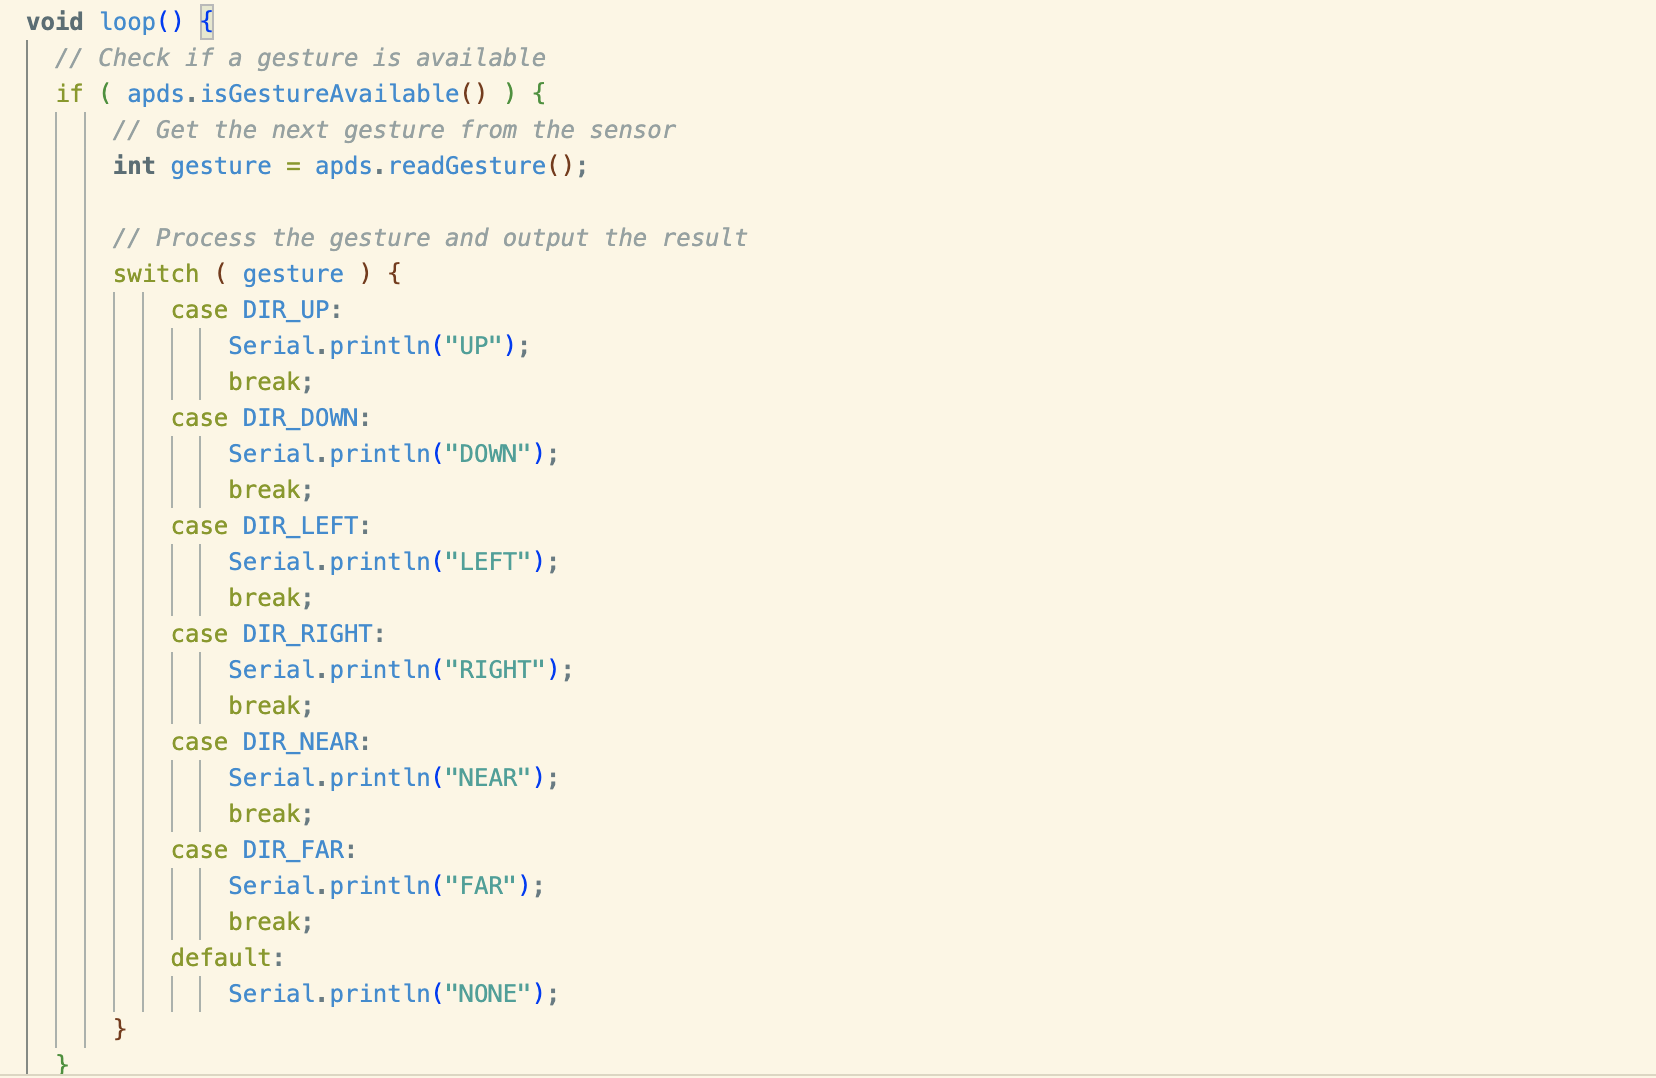 void loop() {
  // Check if a gesture is available
  if ( apds.isGestureAvailable() ) {
      // Get the next gesture from the sensor
      int gesture = apds.readGesture();

      // Process the gesture and output the result
      switch ( gesture ) {
          case DIR_UP:
              Serial.println("UP");
              break;
          case DIR_DOWN:
              Serial.println("DOWN");
              break;
          case DIR_LEFT:
              Serial.println("LEFT");
              break;
          case DIR_RIGHT:
              Serial.println("RIGHT");
              break;
          case DIR_NEAR:
              Serial.println("NEAR");
              break;
          case DIR_FAR:
              Serial.println("FAR");
              break;
          default:
              Serial.println("NONE");
      }
  }